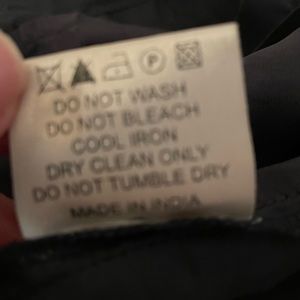 P
DO NOT WASH
DO NOT BLEACH
COOL IRON
DRY CLEAN ONLY
DO NOT TUMBLE DRY
MADE IN INDIA